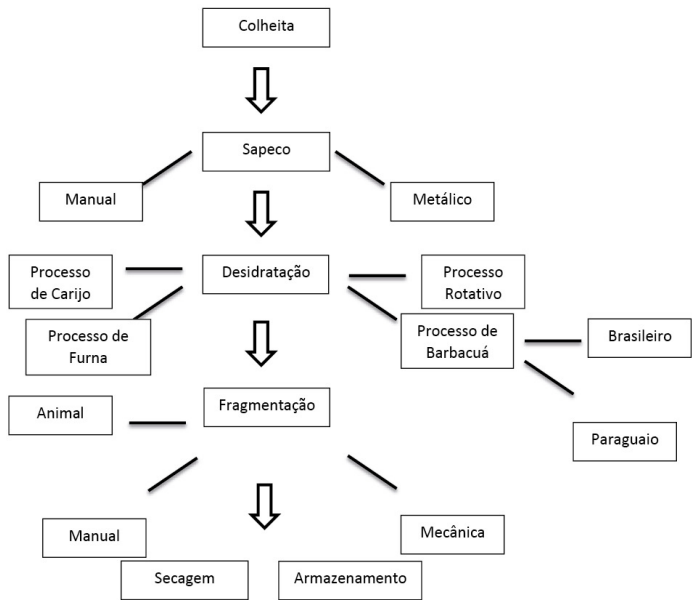 Colheita
Sapeco
Manual
Metálico
Processo
de Carijo
Desidratação
Processo
Rotativo
Processo de
Furna
Processo de
Barbacuá
Brasileiro
Animal
Fragmentação
Paraguaio
Manual
Mecânica
Secagem
Armazenamento